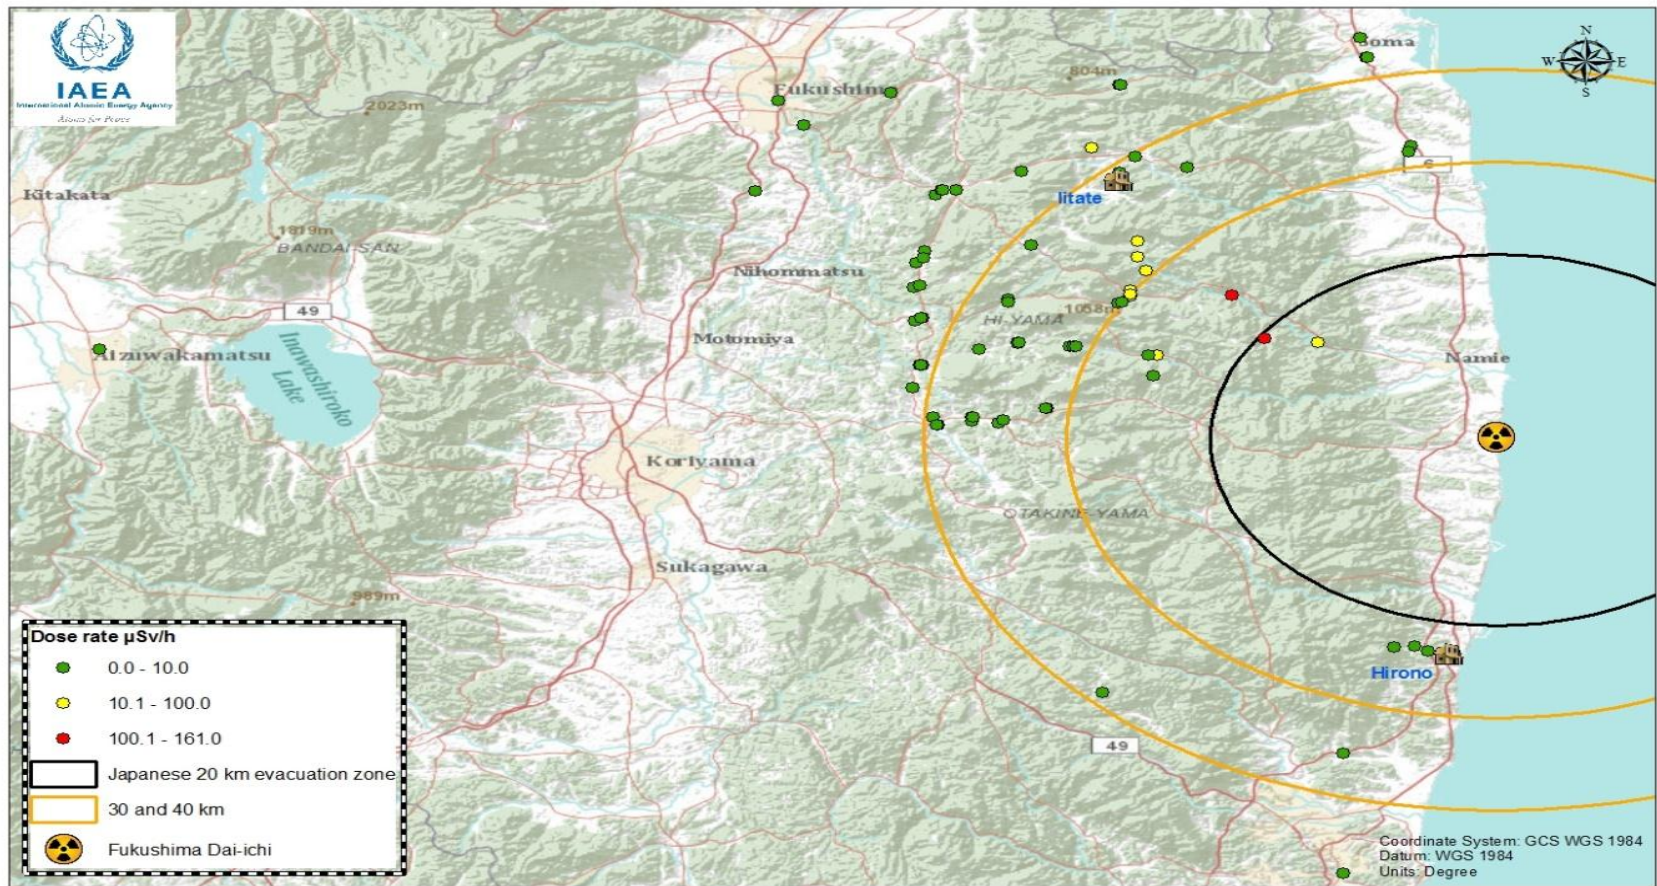 IAEA
International Atomic Energy Agency
Atoms for Peace
N
W
E
S
Soma
804m
Fukushima
2023m
6
Kitakata
Iitate
1819m
BANDAI-SAN
Nihommatsu
49
1058m
HI-YAMA
Motomiya
Aizuwakamatsu
Namie
Inawashiroko
Lake
Koriyama
OTAKINE-YAMA
Sukagawa
989m
Hirono
49
Dose rate µSv/h
0.0 - 10.0
10.1 - 100.0
100.1 - 161.0
Japanese 20 km evacuation zone
30 and 40 km
Fukushima Dai-ichi
Coordinate System: GCS WGS 1984
Datum: WGS 1984
Units: Degree